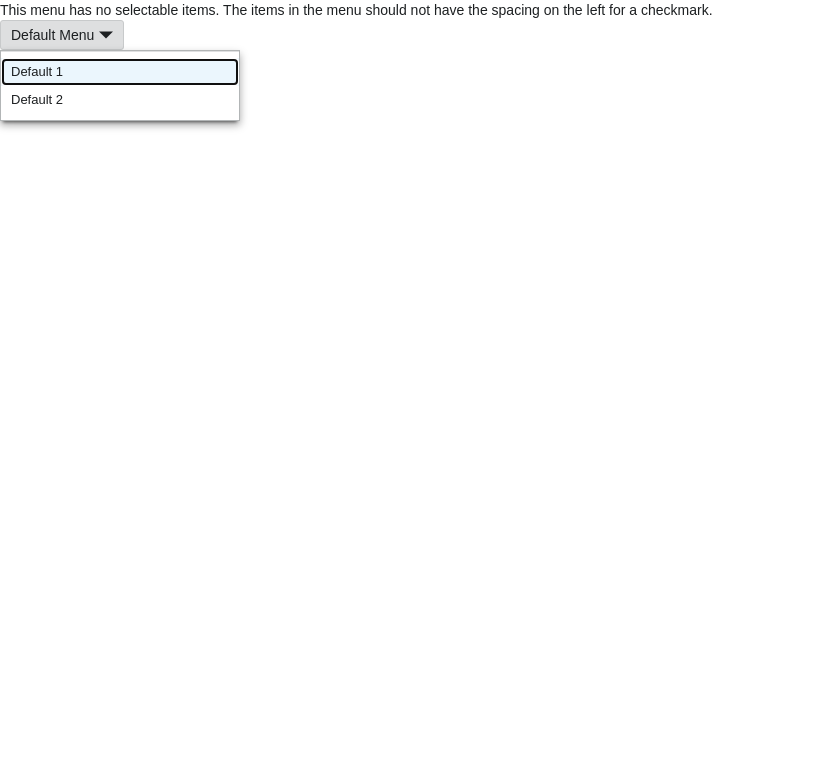 This menu has no selectable items. The items in the menu should not have the spacing on the left for a checkmark.
Default Menu
Default 1
Default 2